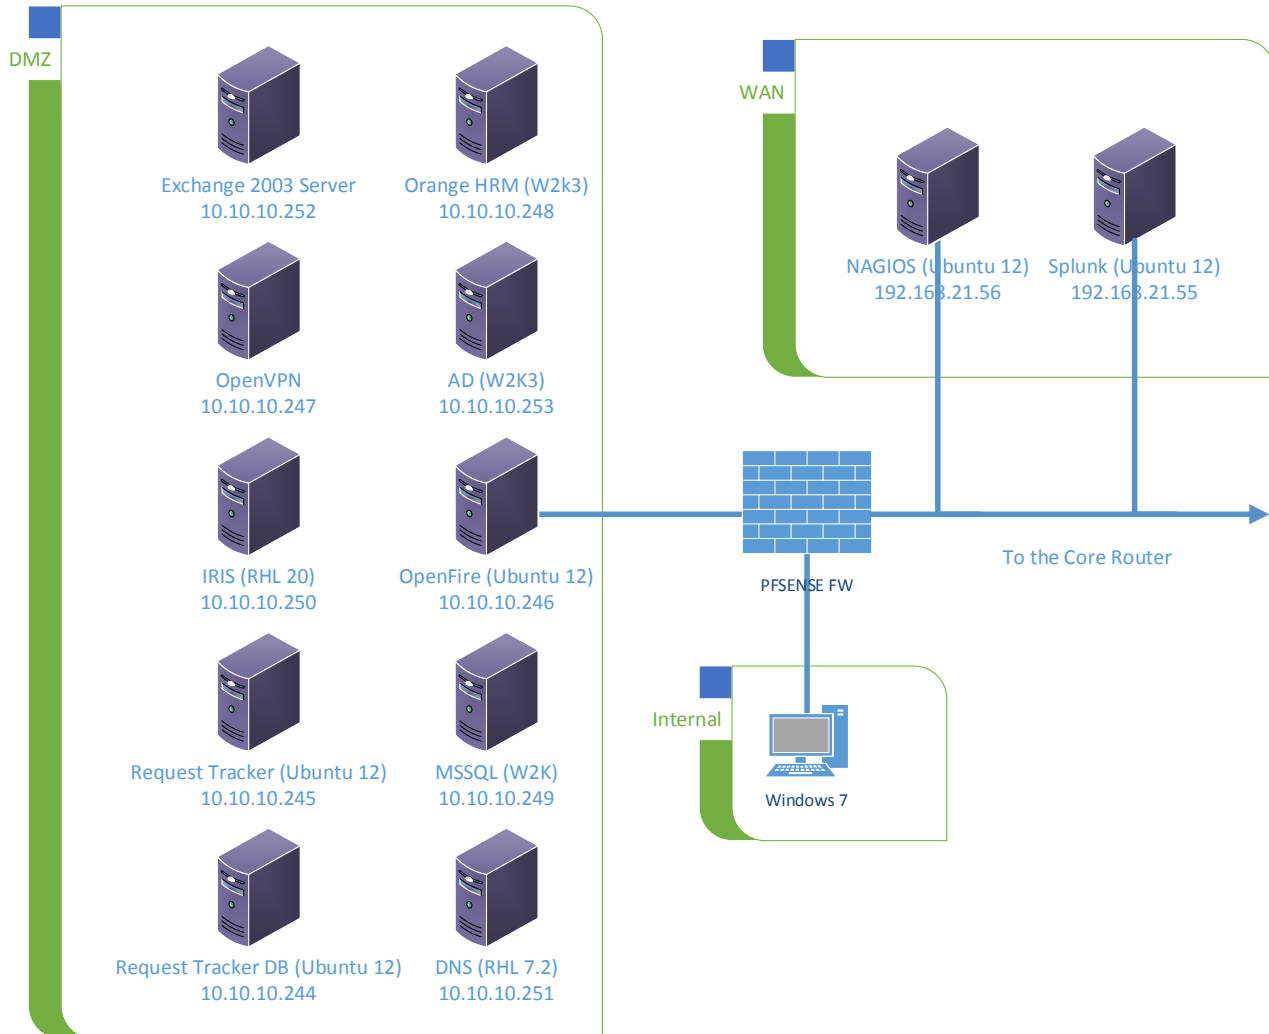 DMZ
Exchange 2003 Server
10.10.10.252
Orange HRM (W2k3)
10.10.10.248
OpenVPN
10.10.10.247
AD (W2K3)
10.10.10.253
IRIS (RHL 20)
10.10.10.250
OpenFire (Ubuntu 12)
10.10.10.246
Request Tracker (Ubuntu 12)
10.10.10.245
MSSQL (W2K)
10.10.10.249
Request Tracker DB (Ubuntu 12)
10.10.10.244
DNS (RHL 7.2)
10.10.10.251
WAN
NAGIOS (Ubuntu 12)
192.168.21.56
Splunk (Ubuntu 12)
192.168.21.55
PFSENSE FW
To the Core Router
Internal
Windows 7